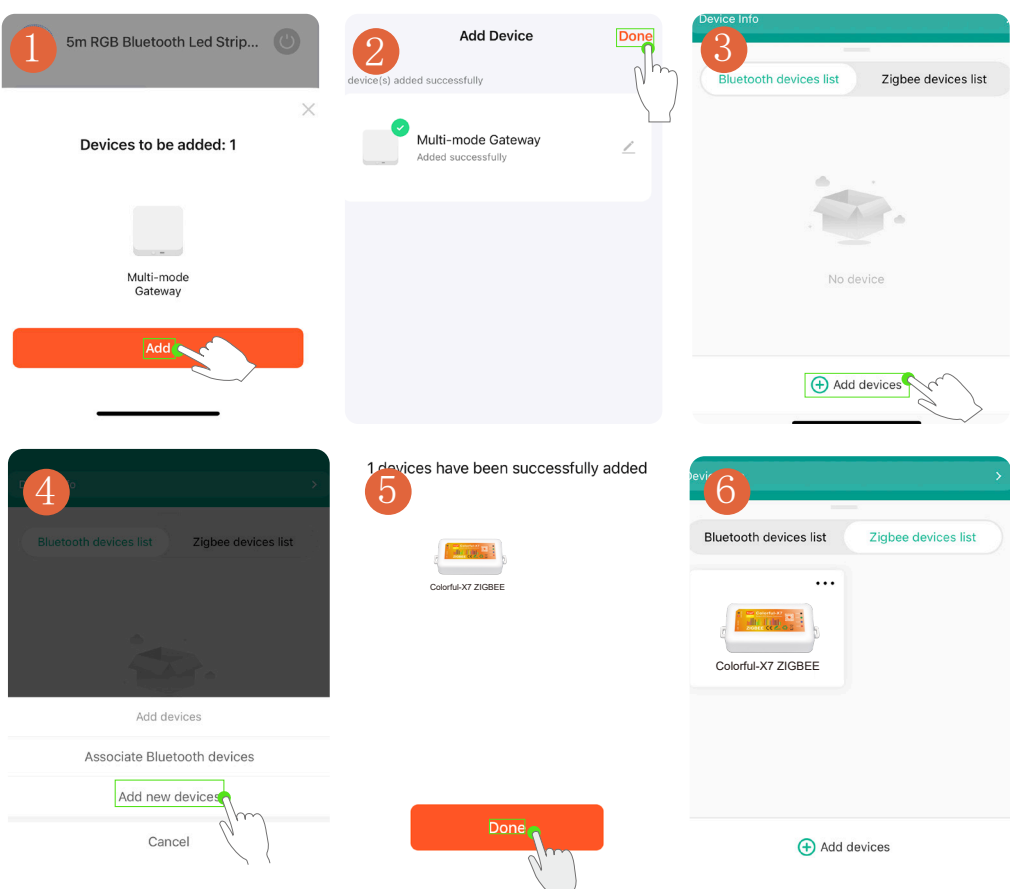 1
5m RGB Bluetooth Led Strip...
Devices to be added: 1
Multi-mode
Gateway
Add
2
Add Device
Done
device(s) added successfully
Multi-mode Gateway
Added successfully
3
Device Info
Bluetooth devices list
Zigbee devices list
No device
Add devices
4
Bluetooth devices list
Zigbee devices list
Add devices
Associate Bluetooth devices
Add new devices
Cancel
1 devices have been successfully added
5
Colorful-X7 ZIGBEE
Done
6
Bluetooth devices list
Zigbee devices list
Colorful-X7
Colorful-X7 ZIGBEE
Add devices